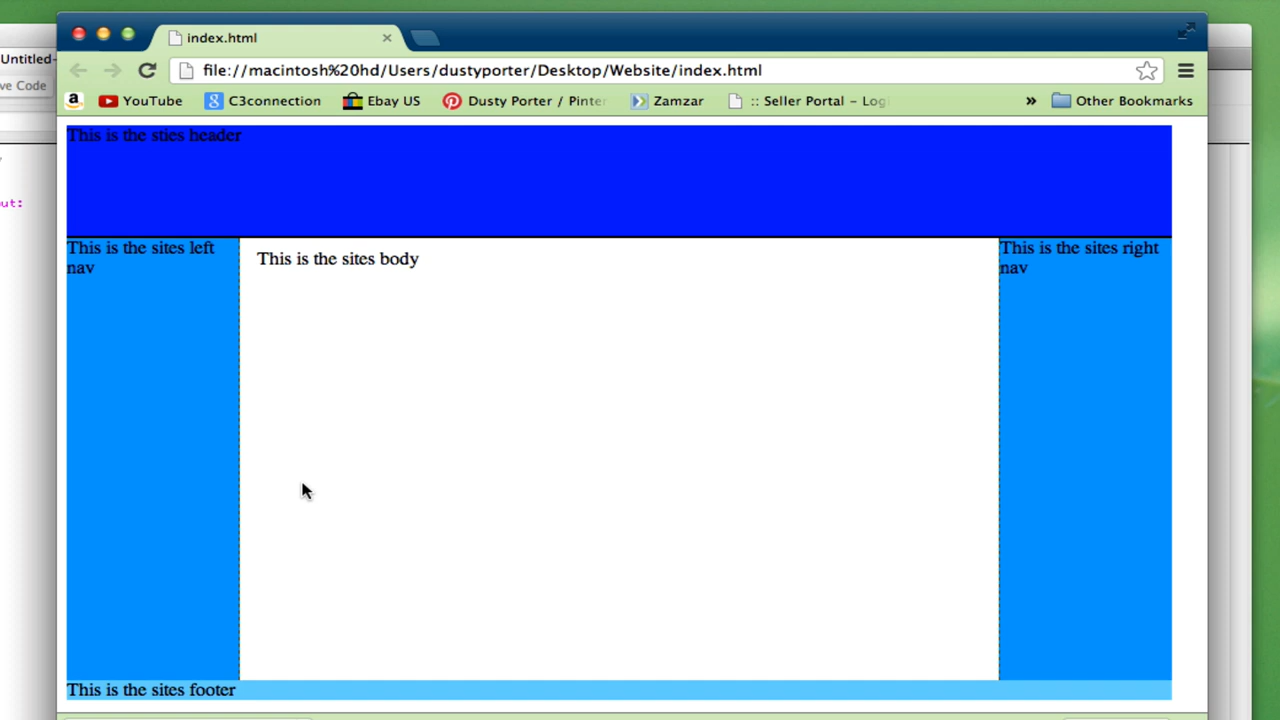 index.html
Untitled-
file://macintosh%20hd/Users/dustyporter/Desktop/Website/index.html
ve Code
YouTube C3connection Ebay US Dusty Porter / Pinter Zamzar :: Seller Portal – Log » Other Bookmarks
This is the sties header
ut:
This is the sites left
nav
This is the sites body
This is the sites right
nav
This is the sites footer